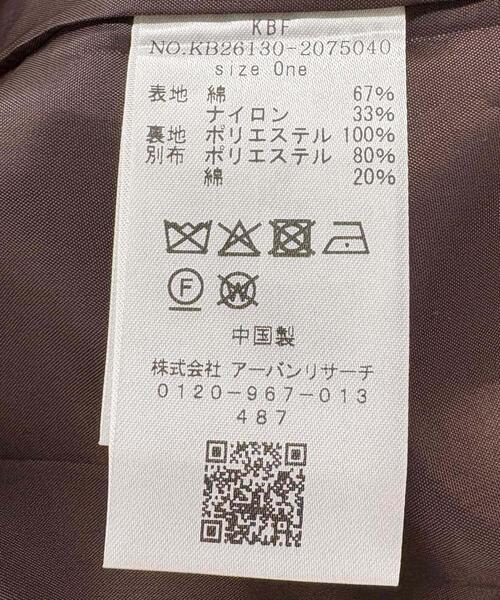 KBF
NO.KB26130-2075040
size One
表地 綿 67%
ナイロン 33%
裏地 ポリエステル 100%
別布 ポリエステル 80%
綿 20%
F W
中国製
株式会社 アーバンリサーチ
0120-967-013
487